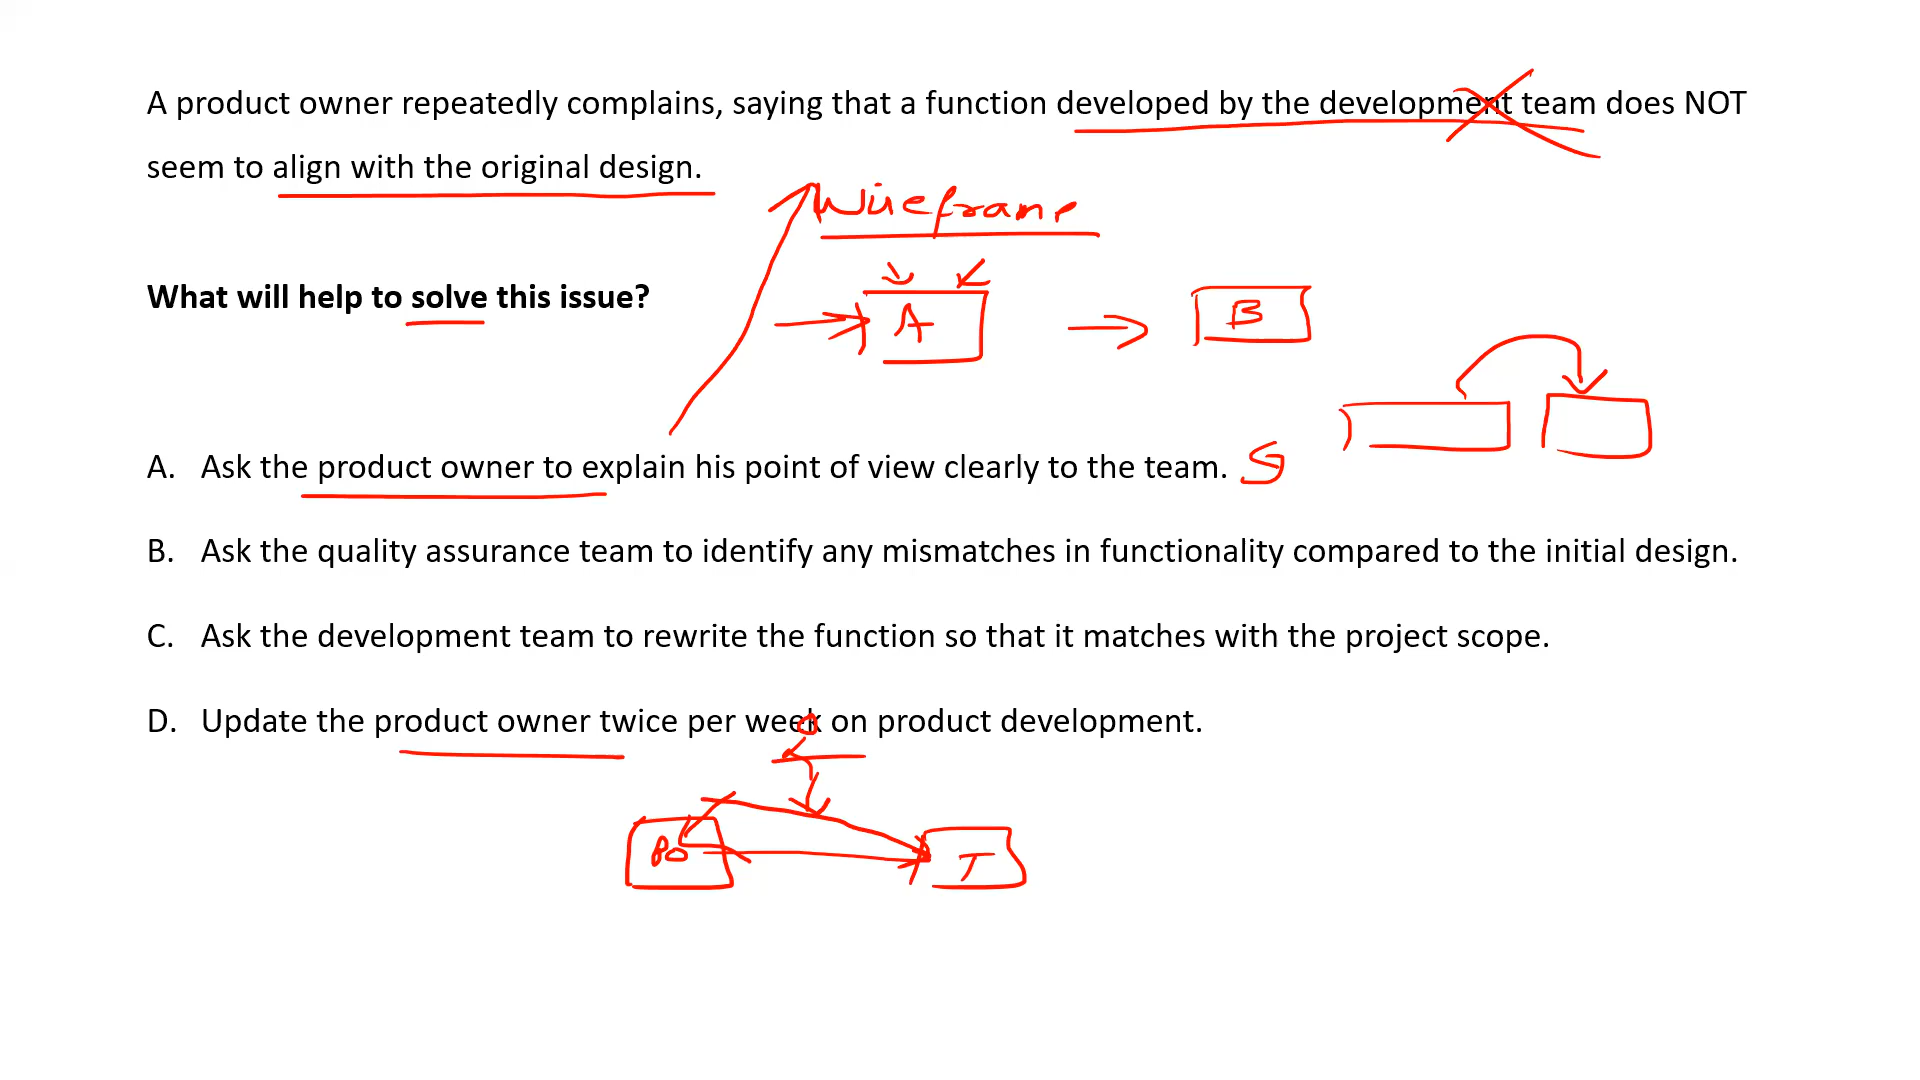 A product owner repeatedly complains, saying that a function developed by the development team does NOT
seem to align with the original design.
Wireframe
What will help to solve this issue?
A
B
A. Ask the product owner to explain his point of view clearly to the team.
B. Ask the quality assurance team to identify any mismatches in functionality compared to the initial design.
C. Ask the development team to rewrite the function so that it matches with the project scope.
D. Update the product owner twice per week on product development.
PO
T